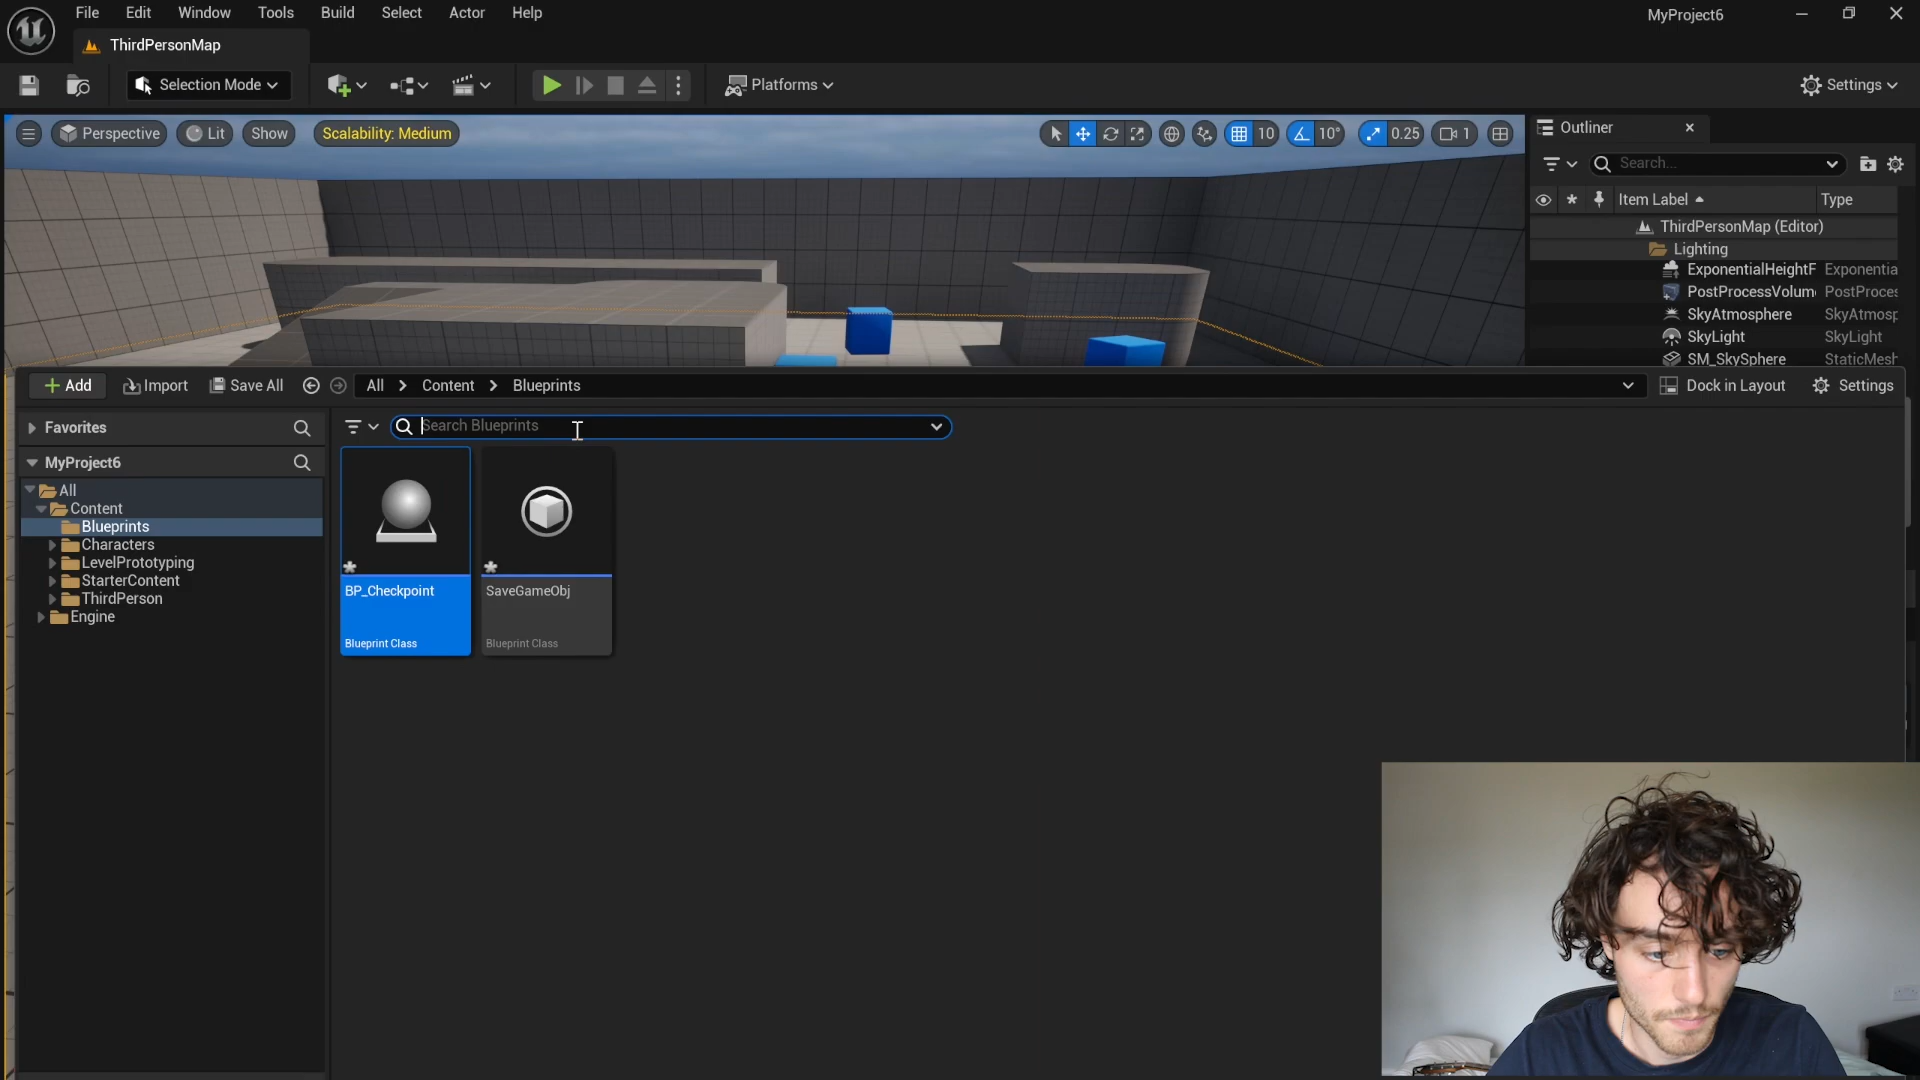 File Edit Window Tools Build Select Actor Help
MyProject6
ThirdPersonMap
Selection Mode
Platforms
Settings
Perspective
Lit
Show
Scalability: Medium
10
10°
0.25
1
Outliner
Search...
Item Label
Type
ThirdPersonMap (Editor)
Lighting
ExponentialHeightF Exponentia
PostProcessVolum PostProces
SkyAtmosphere SkyAtmosp
SkyLight SkyLight
SM_SkySphere StaticMesh
Add
Import
Save All
All > Content > Blueprints
Dock in Layout
Settings
Favorites
Search Blueprints
MyProject6
All
Content
Blueprints
Characters
LevelPrototyping
StarterContent
ThirdPerson
Engine
BP_Checkpoint
Blueprint Class
SaveGameObj
Blueprint Class